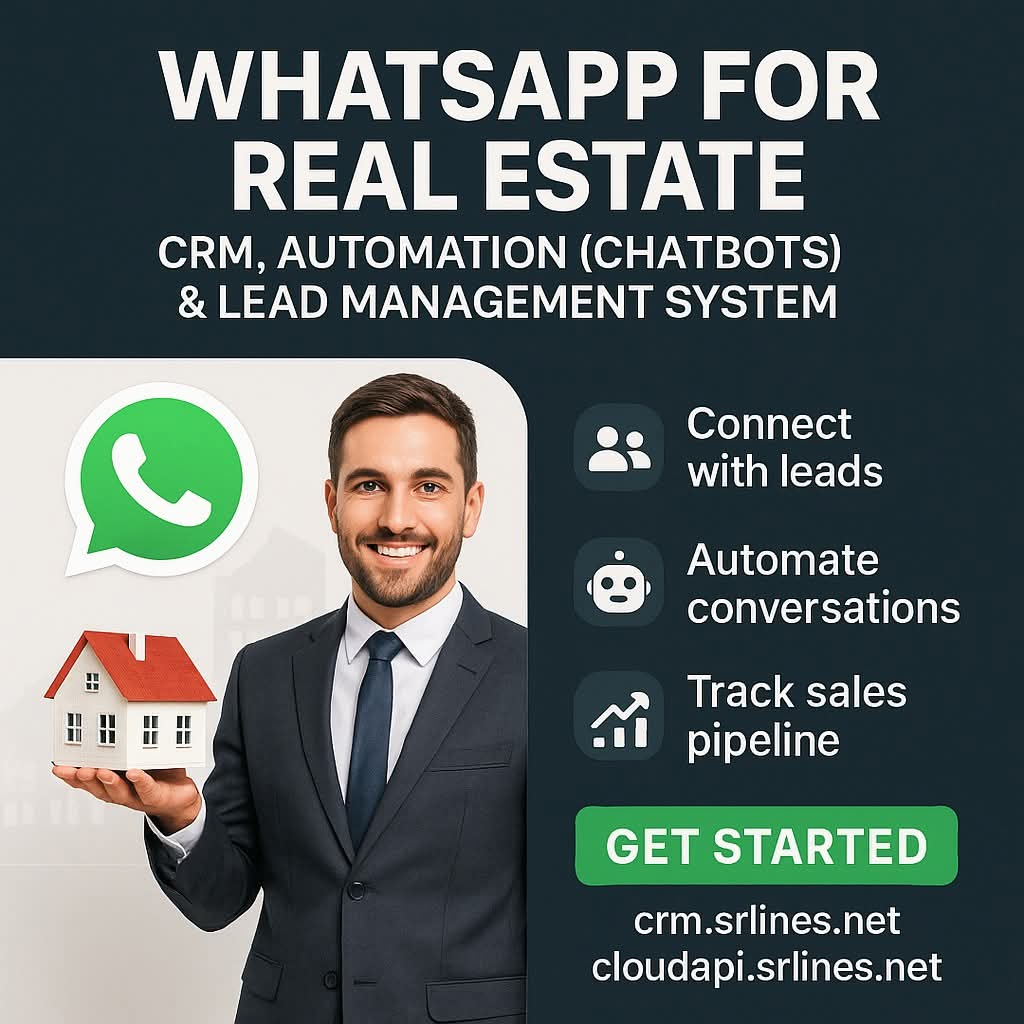 WHATSAPP FOR
REAL ESTATE
CRM, AUTOMATION (CHATBOTS)
& LEAD MANAGEMENT SYSTEM
Connect
with leads
Automate
conversations
Track sales
pipeline
GET STARTED
crm.srlines.net
cloudapi.srlines.net